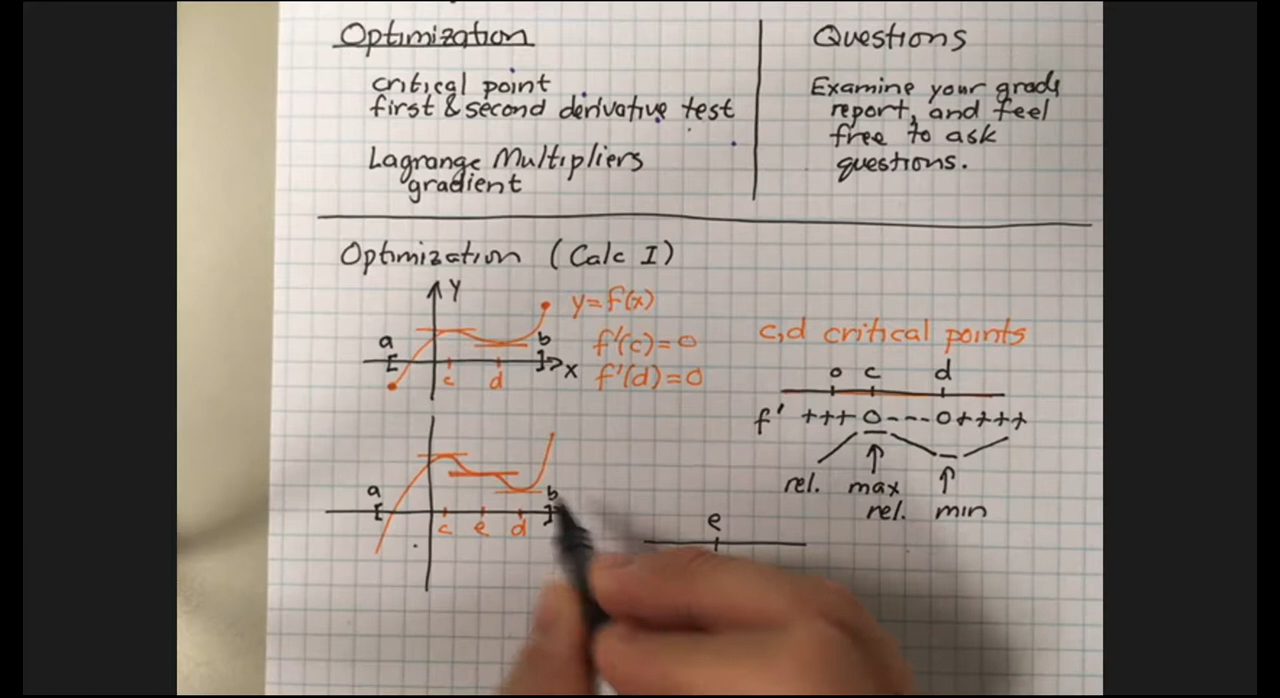 Optimization
critical point
first & second derivative test
Lagrange Multipliers
gradient
Questions
Examine your grade
report, and feel
free to ask
questions.
Optimization (Calc I)
Y
y=f(x)
a
b
f'(c)=0
x
c d
f'(d)=0
c,d critical points
o c d
f' +++0---0++++
rel. max
rel. min
a
b
c e d
e